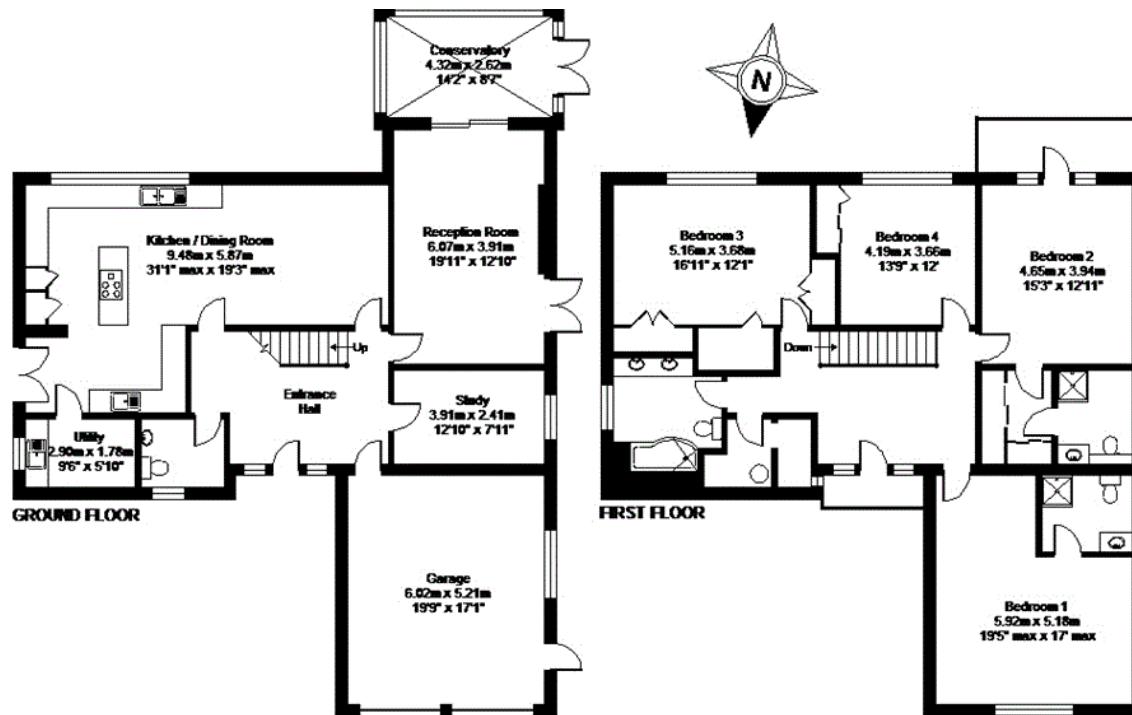 Conservatory
4.32m x 2.62m
14'2" x 8'7"
N
Kitchen / Dining Room
9.48m x 5.87m
31'1" max x 19'3" max
Reception Room
6.07m x 3.91m
19'11" x 12'10"
Up
Entrance
Hall
Study
3.91m x 2.41m
12'10" x 7'11"
Utility
2.90m x 1.78m
9'6" x 5'10"
GROUND FLOOR
Garage
6.02m x 5.21m
19'9" x 17'1"
Bedroom 3
5.16m x 3.68m
16'11" x 12'1"
Bedroom 4
4.19m x 3.66m
13'9" x 12'
Bedroom 2
4.65m x 3.94m
15'3" x 12'11"
Down
FIRST FLOOR
Bedroom 1
5.92m x 5.18m
19'5" max x 17' max